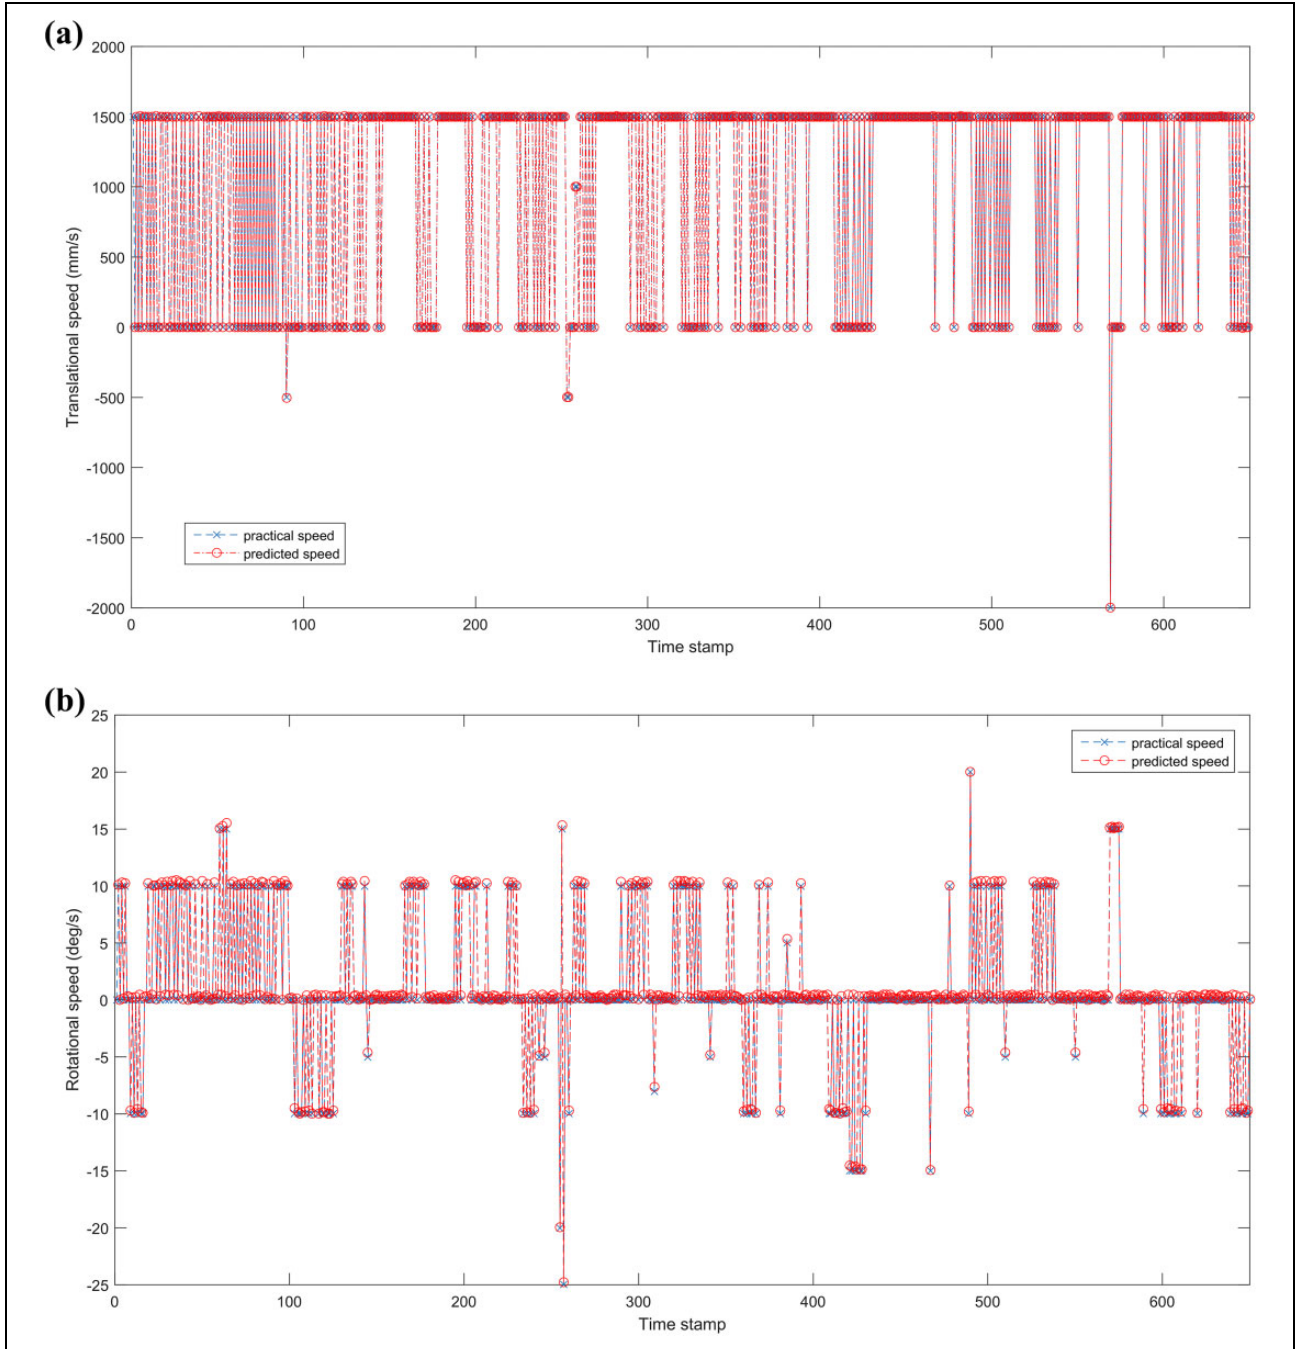 (a)
2000
1500
1000
500
0
-500
-1000
-1500
-2000
Translational speed (mm/s)
practical speed
predicted speed
0 100 200 300 400 500 600
Time stamp
(b)
25
20
15
10
5
0
-5
-10
-15
-20
-25
Rotational speed (deg/s)
practical speed
predicted speed
0 100 200 300 400 500 600
Time stamp